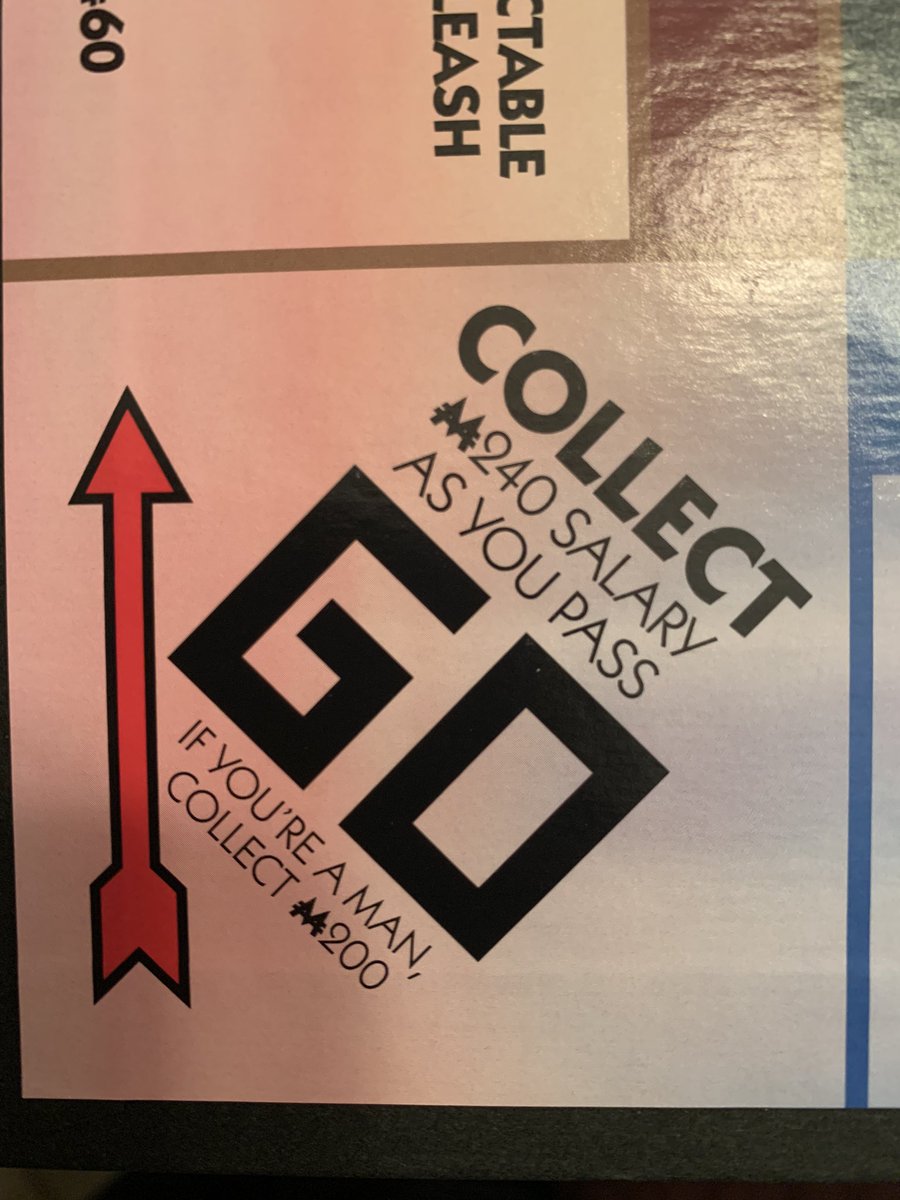 60
CTABLE
LEASH
COLLECT
₩240 SALARY
AS YOU PASS
GO
IF YOU'RE A MAN,
COLLECT ₩200